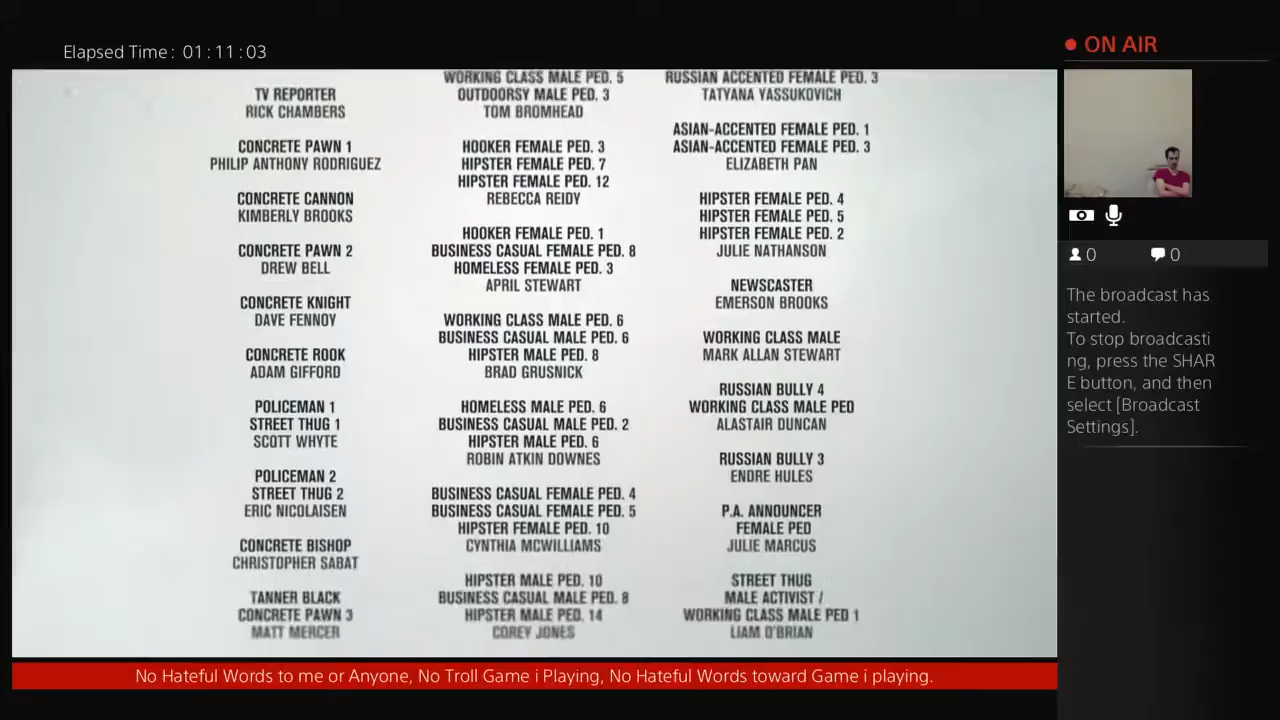 Elapsed Time: 01:11:03
ON AIR
TV REPORTER
RICK CHAMBERS
CONCRETE PAWN 1
PHILIP ANTHONY RODRIGUEZ
CONCRETE CANNON
KIMBERLY BROOKS
CONCRETE PAWN 2
DREW BELL
CONCRETE KNIGHT
DAVE FENNOY
CONCRETE ROOK
ADAM GIFFORD
POLICEMAN 1
STREET THUG 1
SCOTT WHYTE
POLICEMAN 2
STREET THUG 2
ERIC NICOLAISEN
CONCRETE BISHOP
CHRISTOPHER SABAT
TANNER BLACK
CONCRETE PAWN 3
MATT MERCER
WORKING CLASS MALE PED. 5
OUTDOORSY MALE PED. 3
TOM BROMHEAD
HOOKER FEMALE PED. 3
HIPSTER FEMALE PED. 7
HIPSTER FEMALE PED. 12
REBECCA REIDY
HOOKER FEMALE PED. 1
BUSINESS CASUAL FEMALE PED. 8
HOMELESS FEMALE PED. 3
APRIL STEWART
WORKING CLASS MALE PED. 6
BUSINESS CASUAL MALE PED. 6
HIPSTER MALE PED. 8
BRAD GRUSNICK
HOMELESS MALE PED. 6
BUSINESS CASUAL MALE PED. 2
HIPSTER MALE PED. 6
ROBIN ATKIN DOWNES
BUSINESS CASUAL FEMALE PED. 4
BUSINESS CASUAL FEMALE PED. 5
HIPSTER FEMALE PED. 10
CYNTHIA MCWILLIAMS
HIPSTER MALE PED. 10
BUSINESS CASUAL MALE PED. 8
HIPSTER MALE PED. 14
COREY JONES
RUSSIAN ACCENTED FEMALE PED. 3
TATYANA YASSUKOVICH
ASIAN-ACCENTED FEMALE PED. 1
ASIAN-ACCENTED FEMALE PED. 3
ELIZABETH PAN
HIPSTER FEMALE PED. 4
HIPSTER FEMALE PED. 5
HIPSTER FEMALE PED. 2
JULIE NATHANSON
NEWSCASTER
EMERSON BROOKS
WORKING CLASS MALE
MARK ALLAN STEWART
RUSSIAN BULLY 4
WORKING CLASS MALE PED
ALASTAIR DUNCAN
RUSSIAN BULLY 3
ENDRE HULES
P.A. ANNOUNCER
FEMALE PED
JULIE MARCUS
STREET THUG
MALE ACTIVIST /
WORKING CLASS MALE PED 1
LIAM O'BRIAN
0 0
The broadcast has
started.
To stop broadcasti
ng, press the SHAR
E button, and then
select [Broadcast
Settings].
No Hateful Words to me or Anyone, No Troll Game i Playing, No Hateful Words toward Game i playing.